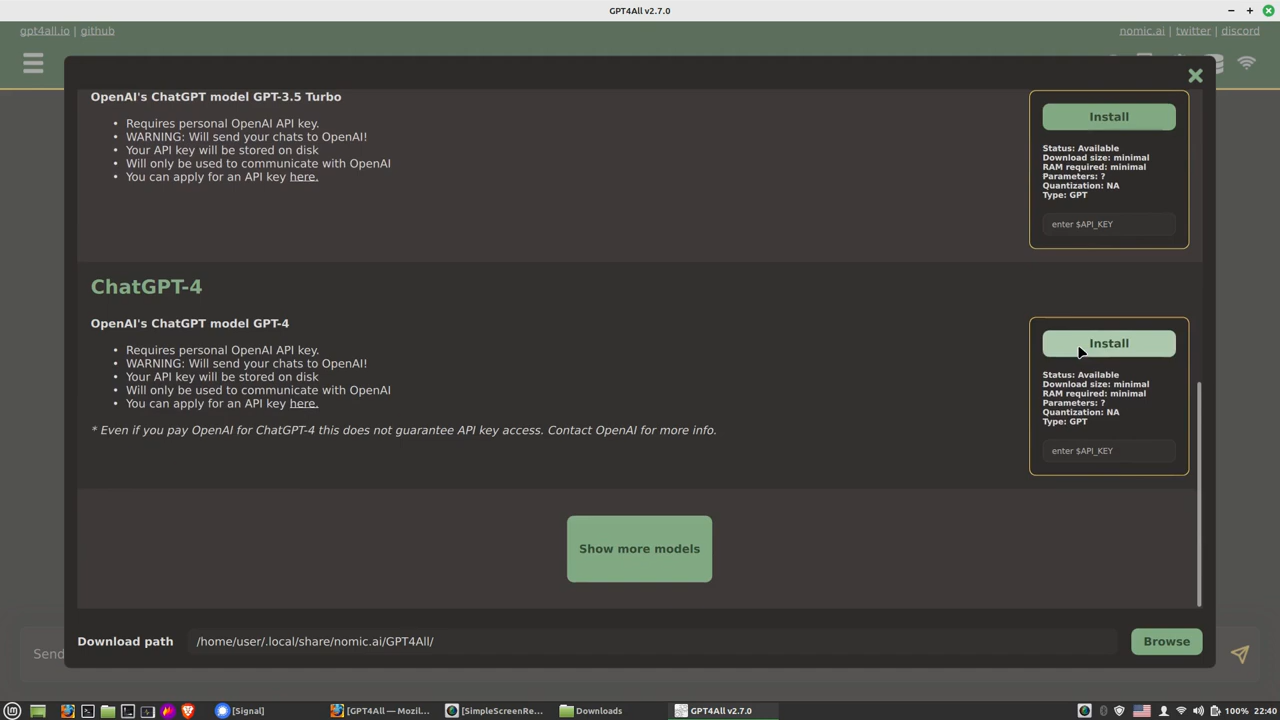 GPT4All v2.7.0
gpt4all.io | github
nomic.ai | twitter | discord
OpenAI's ChatGPT model GPT-3.5 Turbo
• Requires personal OpenAI API key.
• WARNING: Will send your chats to OpenAI!
• Your API key will be stored on disk
• Will only be used to communicate with OpenAI
• You can apply for an API key here.
Install
Status: Available
Download size: minimal
RAM required: minimal
Parameters: ?
Quantization: NA
Type: GPT
enter $API_KEY
ChatGPT-4
OpenAI's ChatGPT model GPT-4
• Requires personal OpenAI API key.
• WARNING: Will send your chats to OpenAI!
• Your API key will be stored on disk
• Will only be used to communicate with OpenAI
• You can apply for an API key here.
* Even if you pay OpenAI for ChatGPT-4 this does not guarantee API key access. Contact OpenAI for more info.
Install
Status: Available
Download size: minimal
RAM required: minimal
Parameters: ?
Quantization: NA
Type: GPT
enter $API_KEY
Show more models
Download path /home/user/.local/share/nomic.ai/GPT4All/ Browse
Send
[Signal] [GPT4All — Mozil... [SimpleScreenRe... Downloads GPT4All v2.7.0 100% 22:40